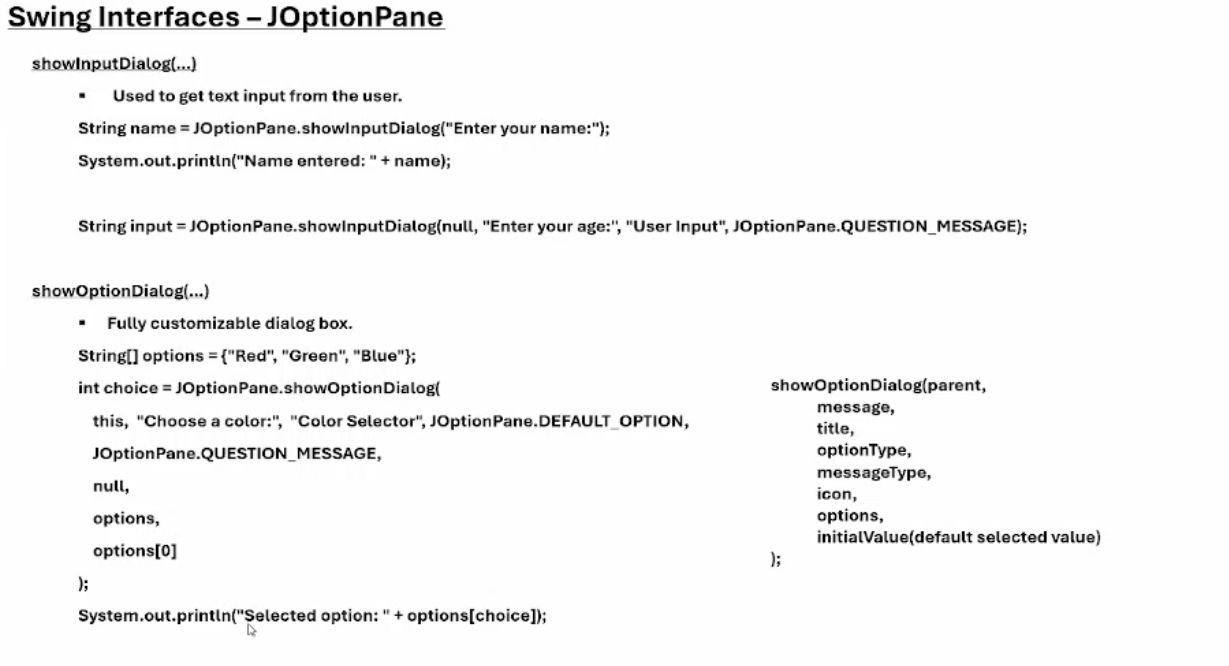 Swing Interfaces – JOptionPane
showInputDialog(...)
▪ Used to get text input from the user.
String name = JOptionPane.showInputDialog("Enter your name:");
System.out.println("Name entered: " + name);
String input = JOptionPane.showInputDialog(null, "Enter your age:", "User Input", JOptionPane.QUESTION_MESSAGE);
showOptionDialog(...)
▪ Fully customizable dialog box.
String[] options = {"Red", "Green", "Blue"};
int choice = JOptionPane.showOptionDialog(
this, "Choose a color:", "Color Selector", JOptionPane.DEFAULT_OPTION,
JOptionPane.QUESTION_MESSAGE,
null,
options,
options[0]
);
System.out.println("Selected option: " + options[choice]);
showOptionDialog(parent,
message,
title,
optionType,
messageType,
icon,
options,
initialValue(default selected value)
);